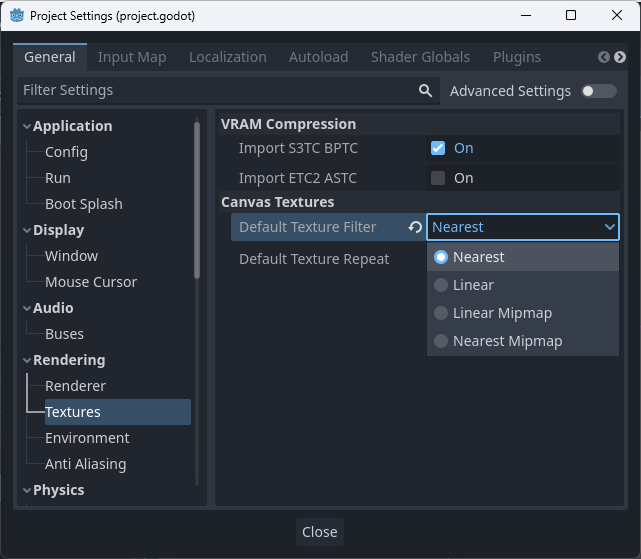 Project Settings (project.godot)
General Input Map Localization Autoload Shader Globals Plugins
Filter Settings Advanced Settings
Application
Config
Run
Boot Splash
Display
Window
Mouse Cursor
Audio
Buses
Rendering
Renderer
Textures
Environment
Anti Aliasing
Physics
VRAM Compression
Import S3TC BPTC On
Import ETC2 ASTC On
Canvas Textures
Default Texture Filter Nearest
Default Texture Repeat
Nearest
Linear
Linear Mipmap
Nearest Mipmap
Close